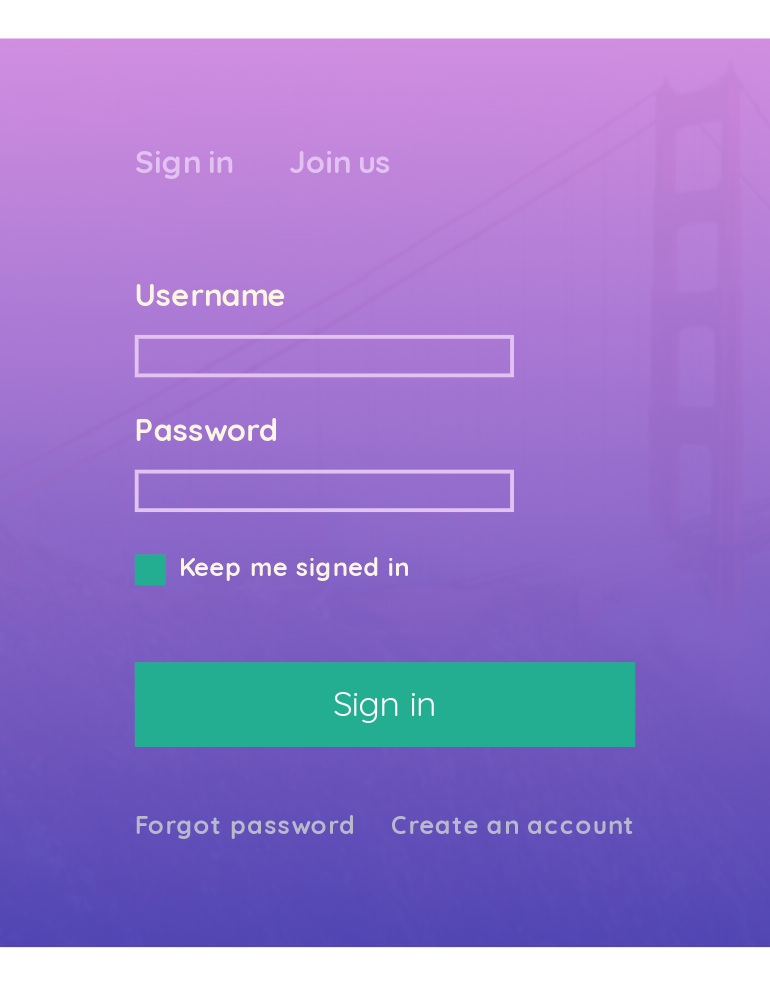 Sign in Join us
Username
Password
Keep me signed in
Sign in
Forgot password Create an account